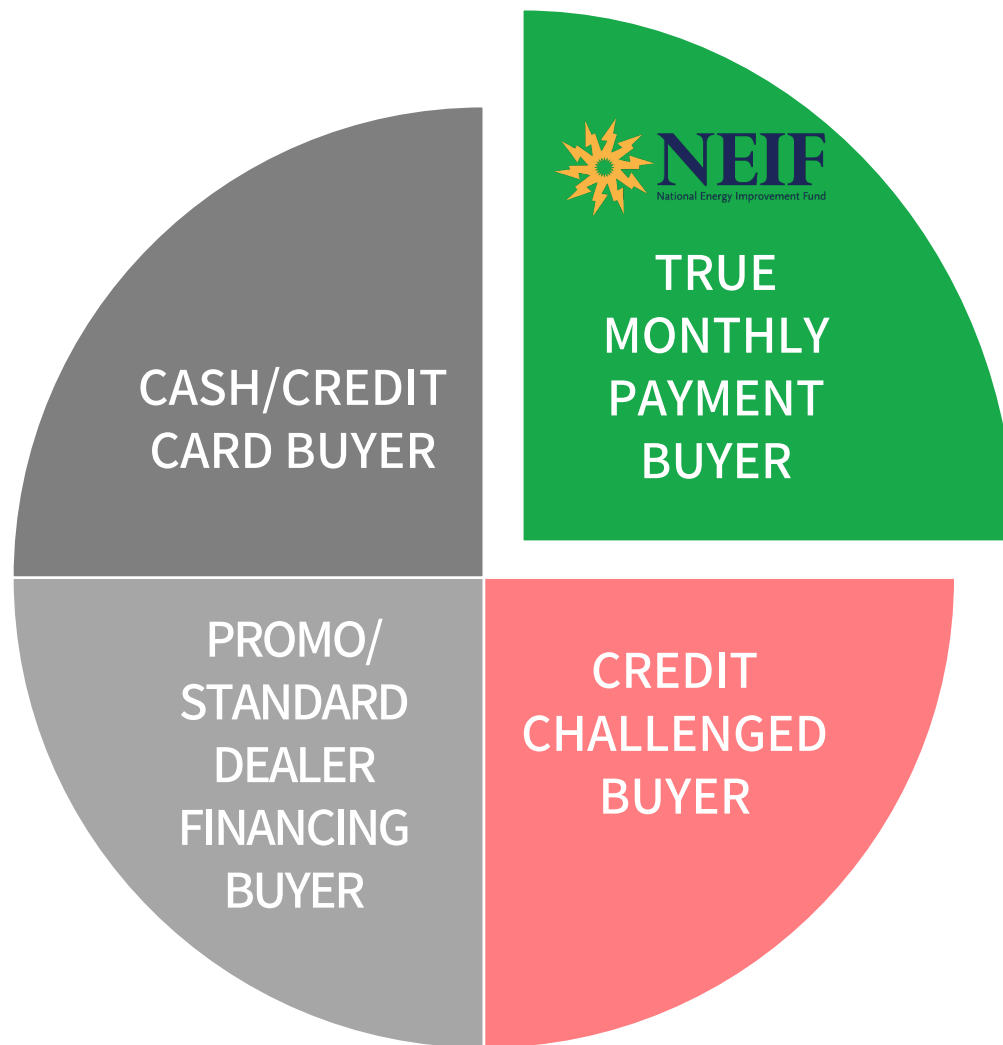 NEIF
National Energy Improvement Fund
TRUE
MONTHLY
PAYMENT
BUYER
CASH/CREDIT
CARD BUYER
PROMO/
STANDARD
DEALER
FINANCING
BUYER
CREDIT
CHALLENGED
BUYER